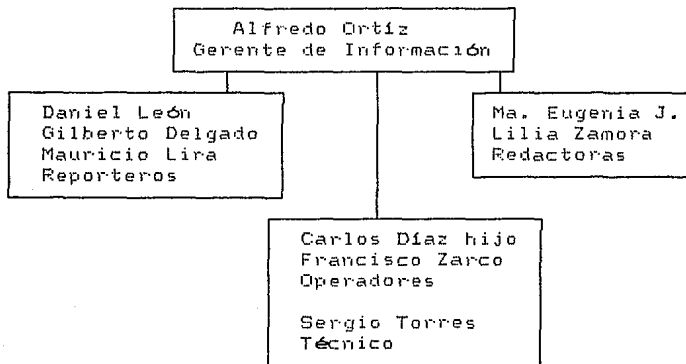 Alfredo Ortíz
Gerente de Información
Daniel León
Gilberto Delgado
Mauricio Lira
Reporteros
Ma. Eugenia J.
Lilia Zamora
Redactoras
Carlos Díaz hijo
Francisco Zarco
Operadores
Sergio Torres
Técnico